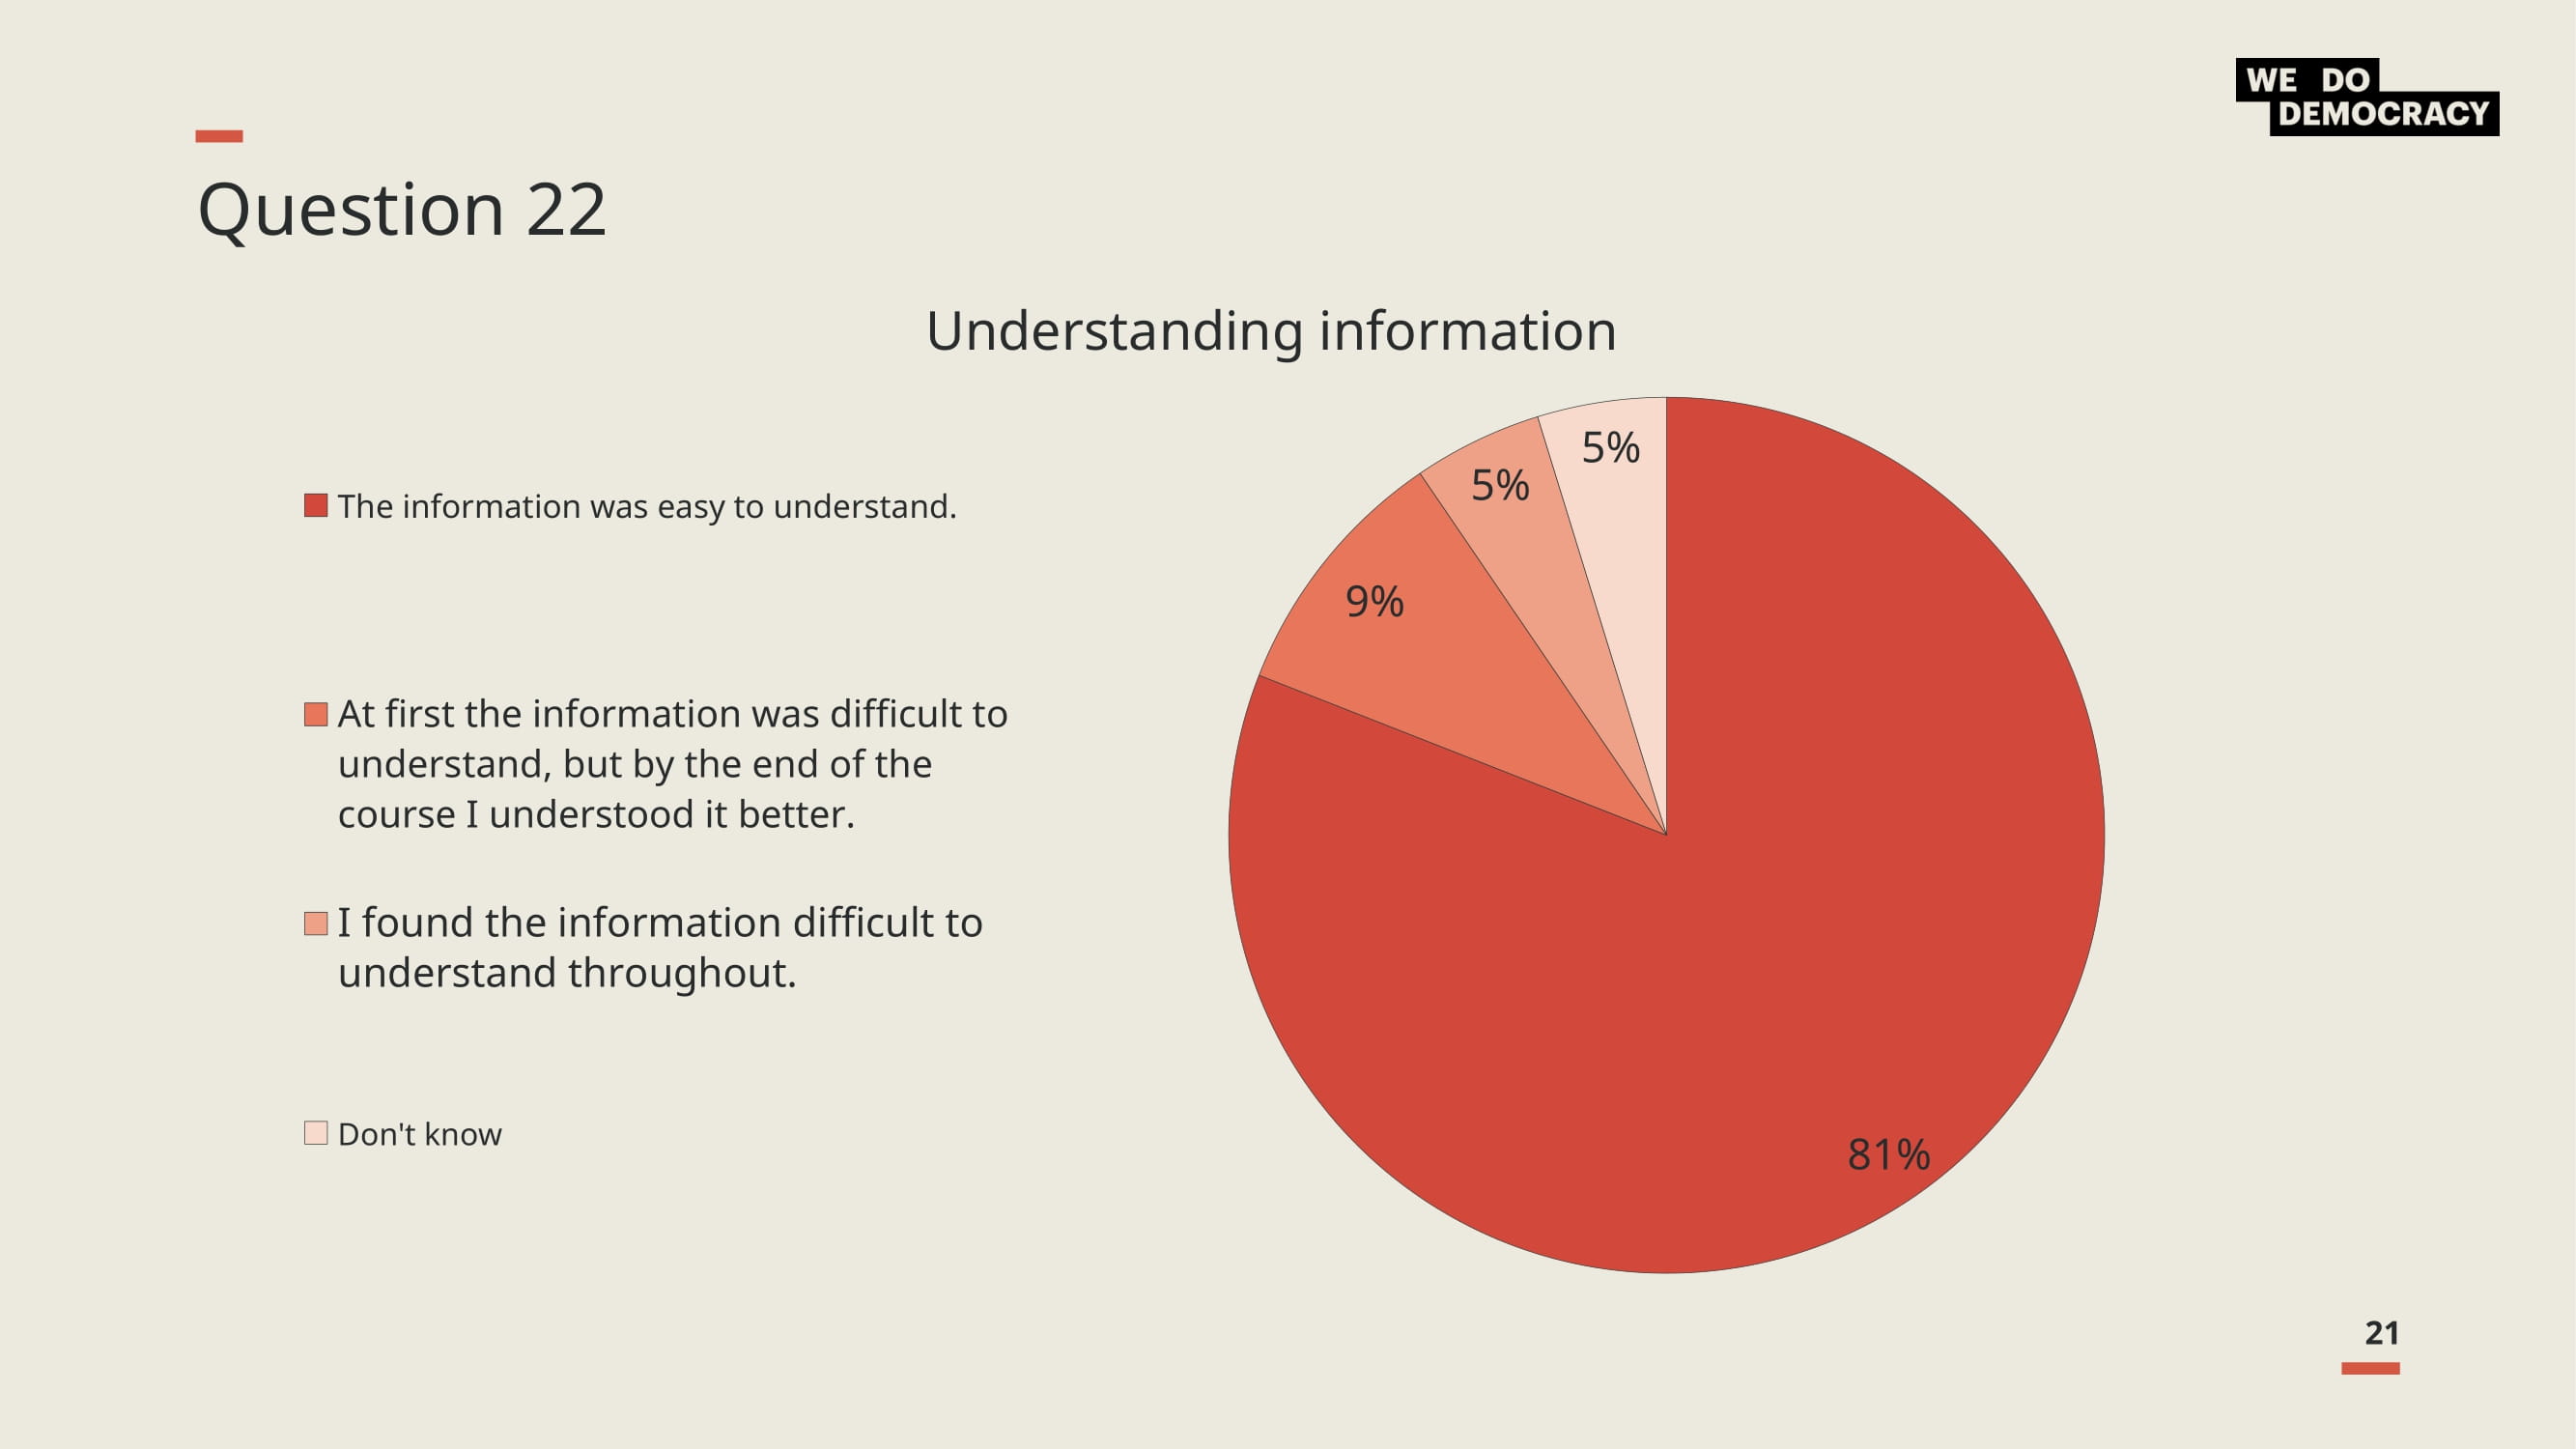 WE DO
DEMOCRACY
Question 22
Understanding information
The information was easy to understand.
At first the information was difficult to
understand, but by the end of the
course I understood it better.
I found the information difficult to
understand throughout.
Don't know
5%
5%
9%
81%
21